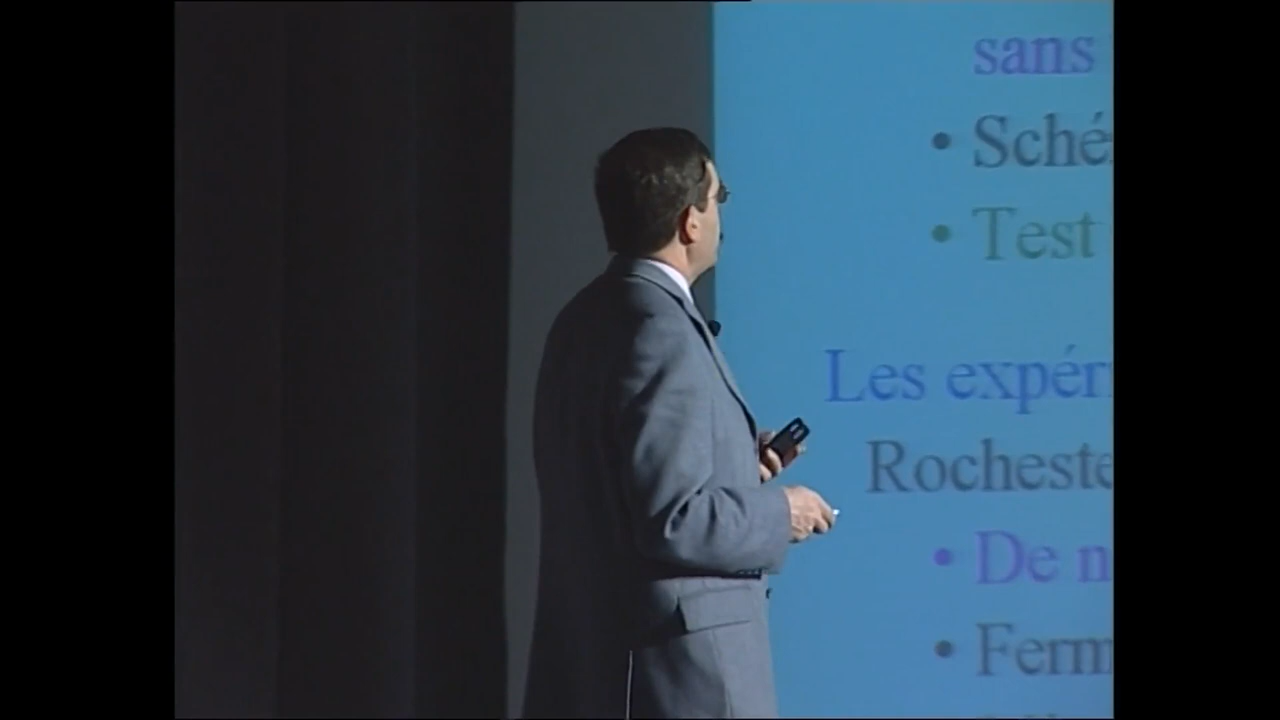 sans
• Sché
• Test
Les expér
Rocheste
• De n
• Ferm